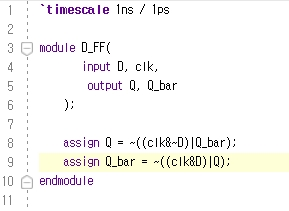 1 `timescale 1ns / 1ps
2
3 module D_FF(
4 input D, clk,
5 output Q, Q_bar
6 );
7
8 assign Q = ~((clk&~D)|Q_bar);
9 assign Q_bar = ~((clk&D)|Q);
10 endmodule
11